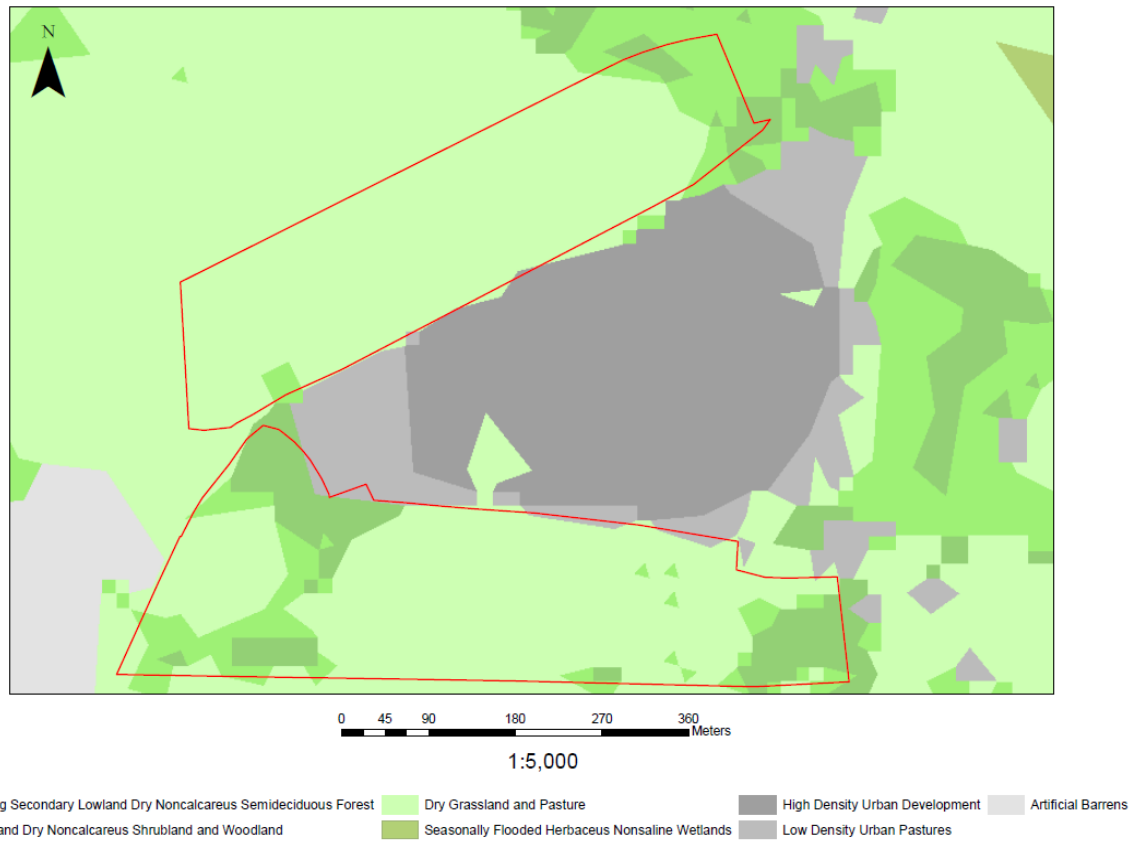 N
0 45 90 180 270 360
Meters
1:5,000
g Secondary Lowland Dry Noncalcareus Semideciduous Forest Dry Grassland and Pasture High Density Urban Development Artificial Barrens
and Dry Noncalcareus Shrubland and Woodland Seasonally Flooded Herbaceus Nonsaline Wetlands Low Density Urban Pastures